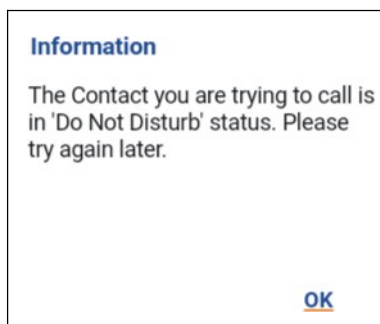 Information
The Contact you are trying to call is
in 'Do Not Disturb' status. Please
try again later.
OK